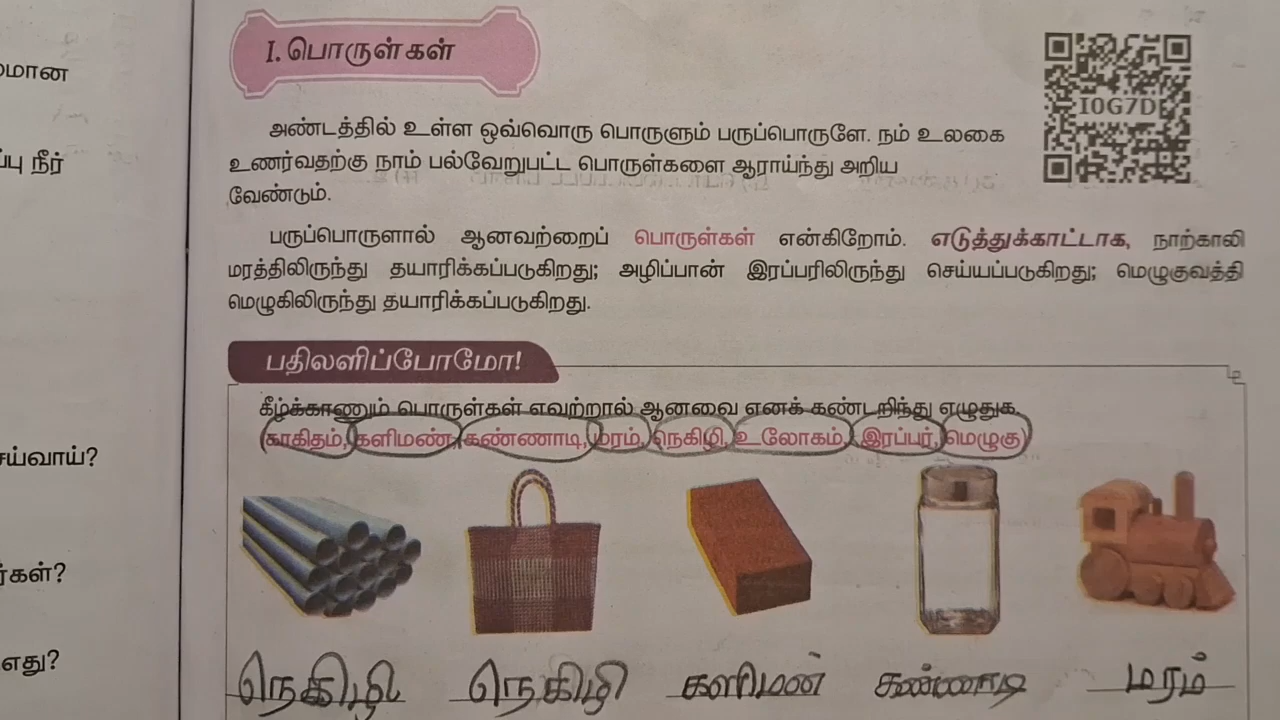 மான
பு நீர்
ய்வாய்?
ர்கள்?
எது?
I. பொருள்கள்
I0G7D
அண்டத்தில் உள்ள ஒவ்வொரு பொருளும் பருப்பொருளே. நம் உலகை
உணர்வதற்கு நாம் பல்வேறுபட்ட பொருள்களை ஆராய்ந்து அறிய
வேண்டும்.
பருப்பொருளால் ஆனவற்றைப் பொருள்கள் என்கிறோம். எடுத்துக்காட்டாக, நாற்காலி
மரத்திலிருந்து தயாரிக்கப்படுகிறது; அழிப்பான் இரப்பரிலிருந்து செய்யப்படுகிறது; மெழுகுவத்தி
மெழுகிலிருந்து தயாரிக்கப்படுகிறது.
பதிலளிப்போமோ!
கீழ்க்காணும் பொருள்கள் எவற்றால் ஆனவை எனக் கண்டறிந்து எழுதுக.
(காகிதம், களிமண், கண்ணாடி, மரம், நெகிழி, உலோகம், இரப்பர், மெழுகு)
நெகிழி நெகிழி களிமன் கண்ணாடி மரம்